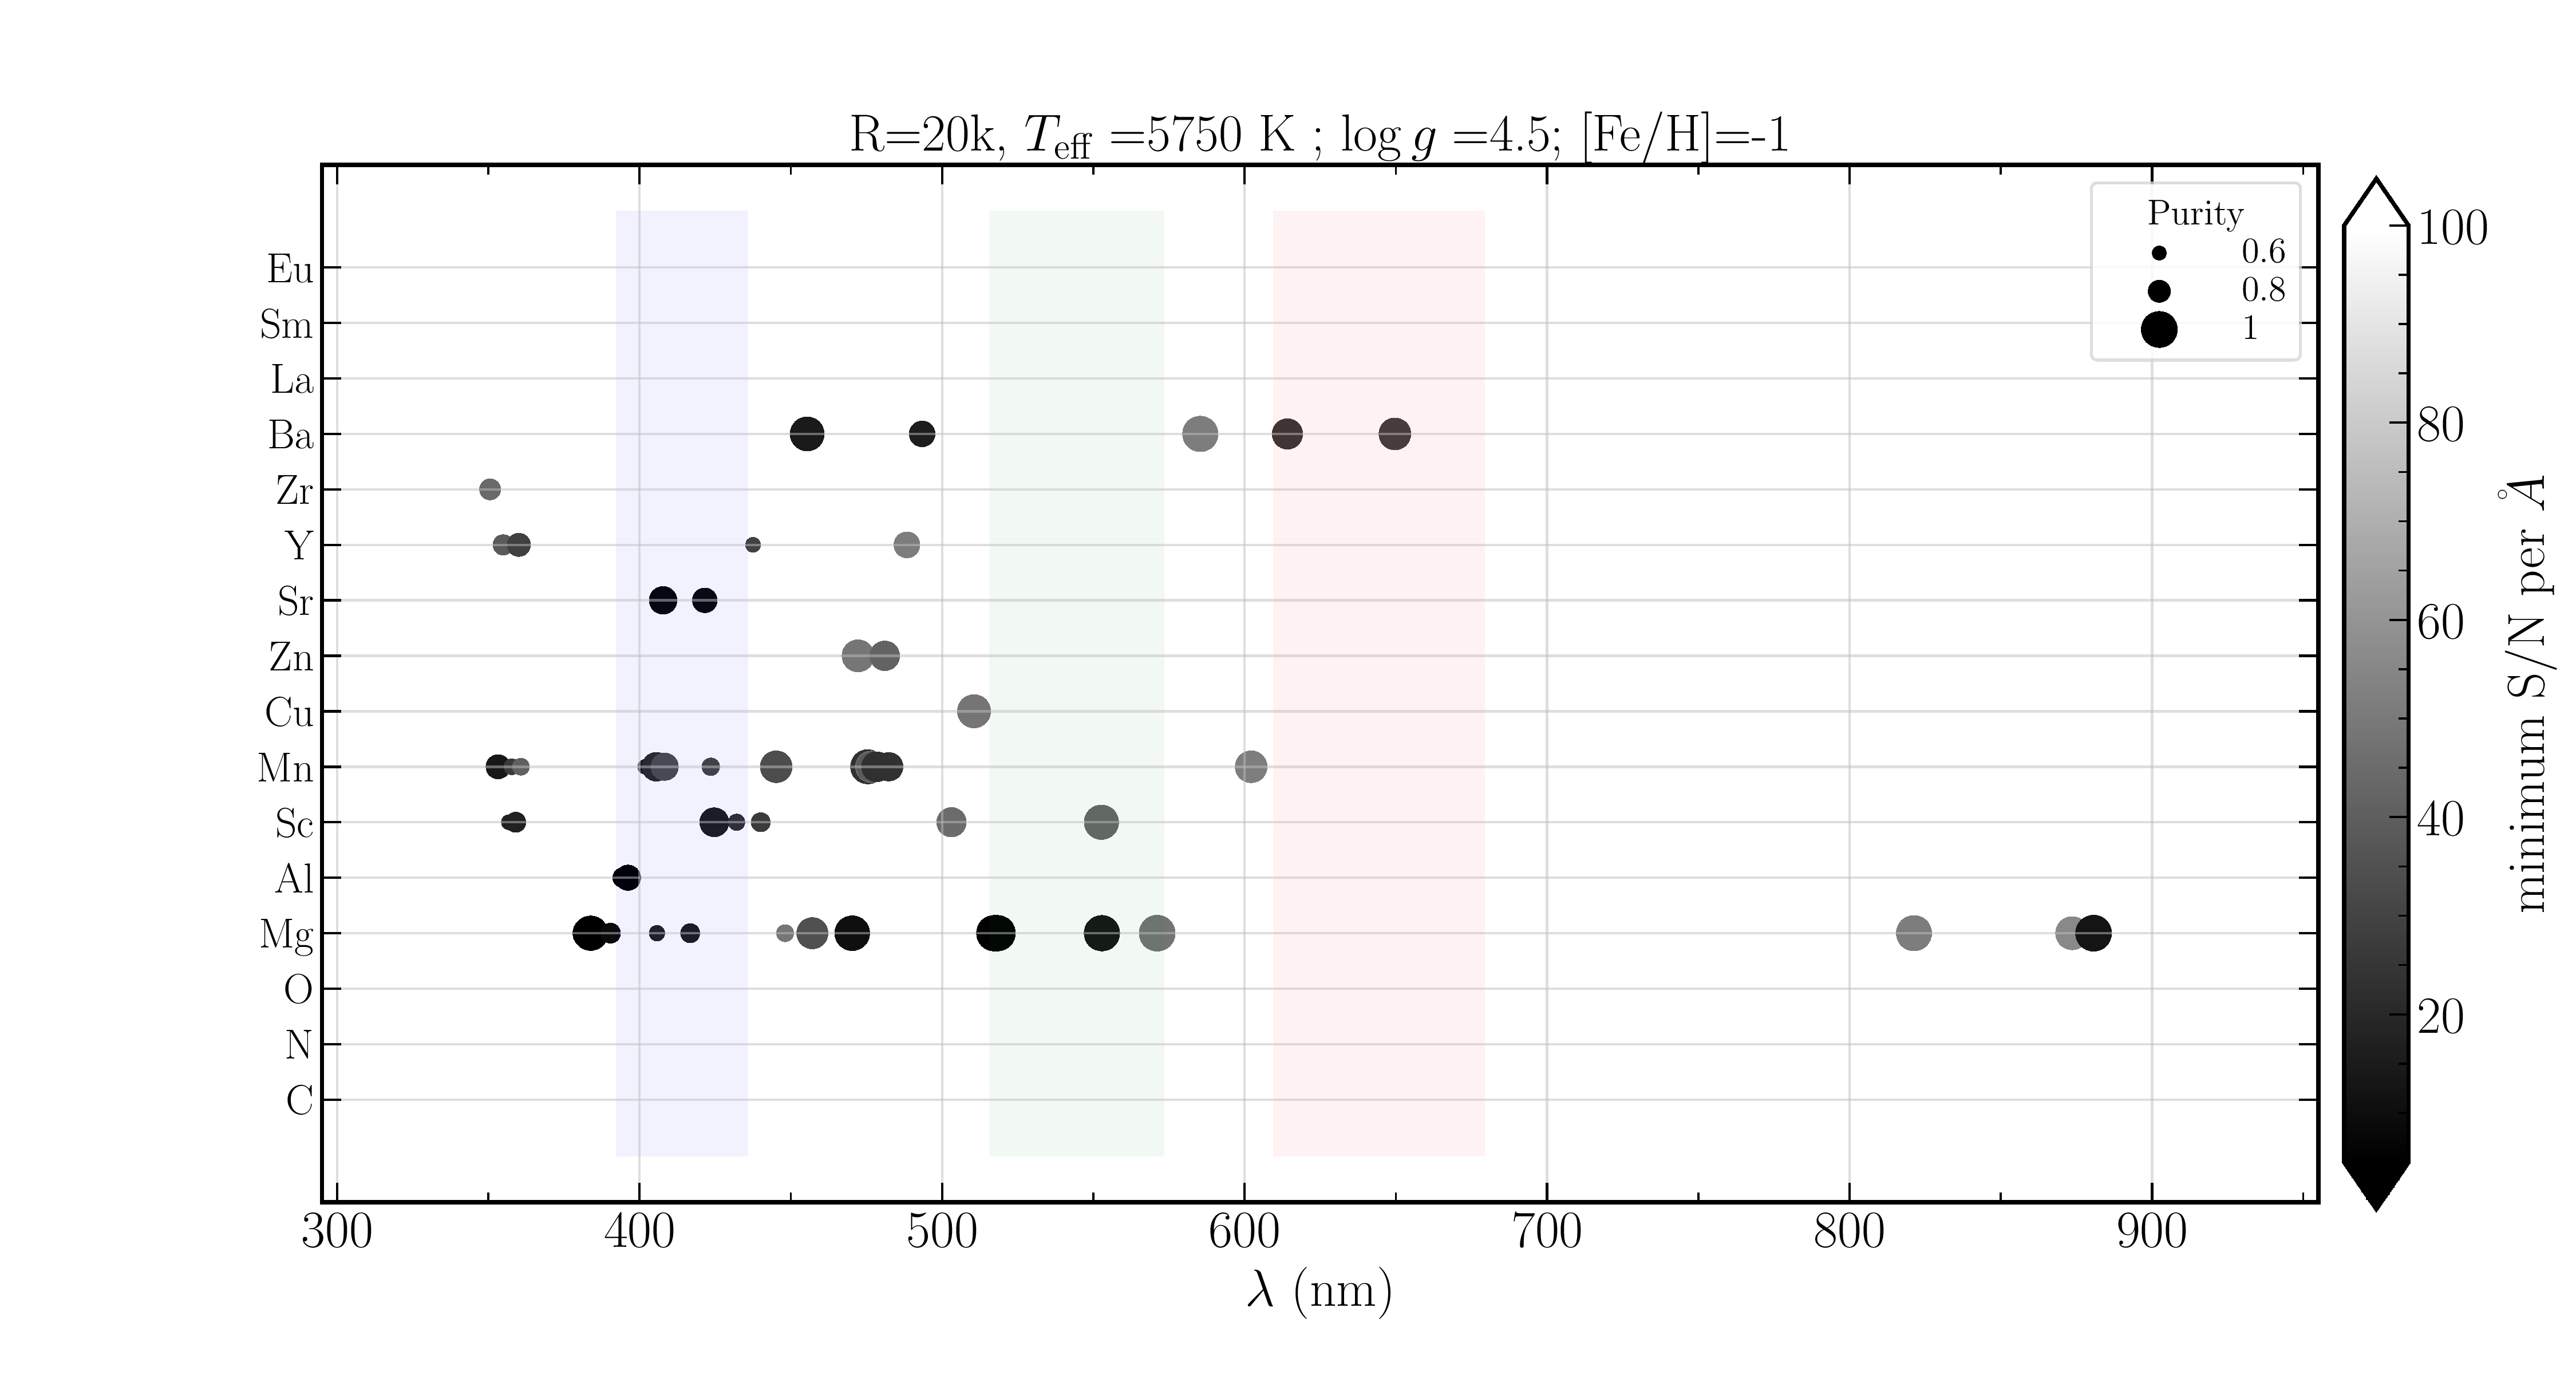 R=20k, T_eff =5750 K ; log g =4.5; [Fe/H]=-1
Purity
0.6
0.8
1
Eu
Sm
La
Ba
Zr
Y
Sr
Zn
Cu
Mn
Sc
Al
Mg
O
N
C
300 400 500 600 700 800 900
λ (nm)
100
80
60
40
20
minimum S/N per Å